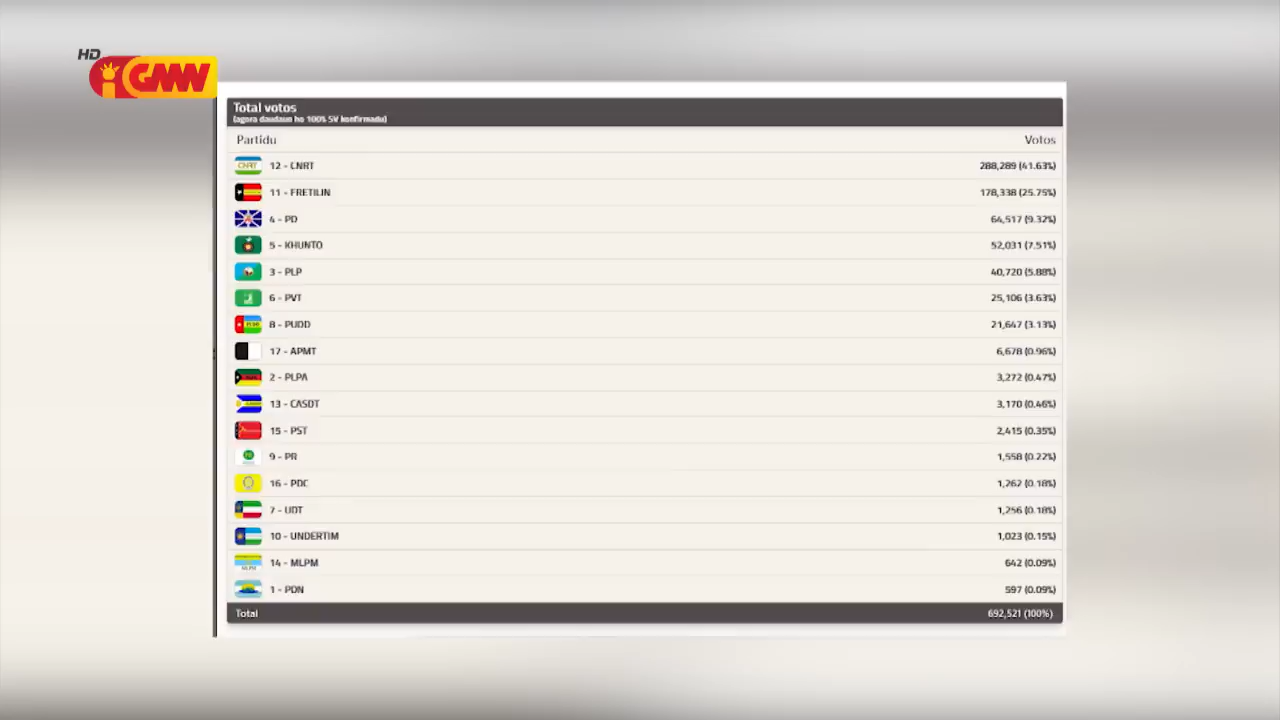 HD
GMW
Total votos
(agora daudaun ho 100% SV konfirmadu)
Partidu Votos
12 - CNRT 288,289 (41.63%)
11 - FRETILIN 178,338 (25.75%)
4 - PD 64,517 (9.32%)
5 - KHUNTO 52,031 (7.51%)
3 - PLP 40,720 (5.88%)
6 - PVT 25,106 (3.63%)
8 - PUDD 21,647 (3.13%)
17 - APMT 6,678 (0.96%)
2 - PLPA 3,272 (0.47%)
13 - CASDT 3,170 (0.46%)
15 - PST 2,415 (0.35%)
9 - PR 1,558 (0.22%)
16 - PDC 1,262 (0.18%)
7 - UDT 1,256 (0.18%)
10 - UNDERTIM 1,023 (0.15%)
14 - MLPM 642 (0.09%)
1 - PDN 597 (0.09%)
Total 692,521 (100%)